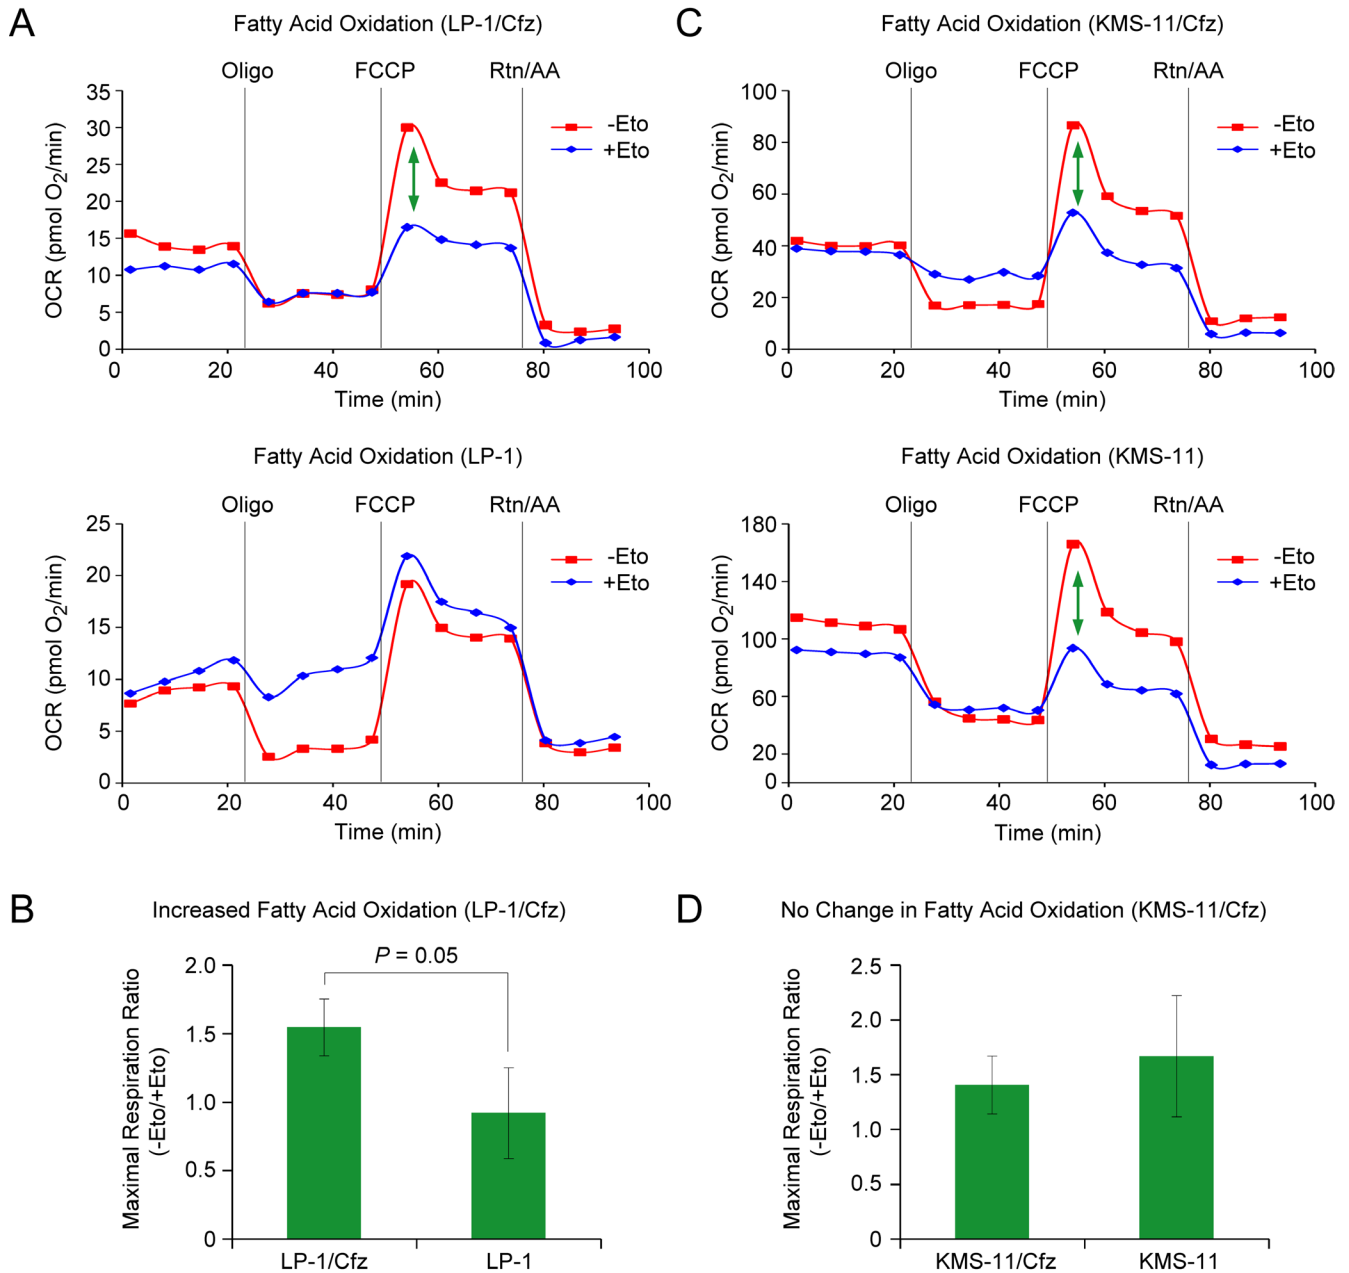 A
Fatty Acid Oxidation (LP-1/Cfz)
Oligo FCCP Rtn/AA
35
30
25
20
15
10
5
0
OCR (pmol O2/min)
-Eto
+Eto
0 20 40 60 80 100
Time (min)
Fatty Acid Oxidation (LP-1)
Oligo FCCP Rtn/AA
25
20
15
10
5
0
OCR (pmol O2/min)
-Eto
+Eto
0 20 40 60 80 100
Time (min)
C
Fatty Acid Oxidation (KMS-11/Cfz)
Oligo FCCP Rtn/AA
100
80
60
40
20
0
OCR (pmol O2/min)
-Eto
+Eto
0 20 40 60 80 100
Time (min)
Fatty Acid Oxidation (KMS-11)
Oligo FCCP Rtn/AA
180
140
100
60
20
0
OCR (pmol O2/min)
-Eto
+Eto
0 20 40 60 80 100
Time (min)
B
Increased Fatty Acid Oxidation (LP-1/Cfz)
P = 0.05
2.0
1.5
1.0
0.5
0
Maximal Respiration Ratio
(-Eto/+Eto)
LP-1/Cfz LP-1
D
No Change in Fatty Acid Oxidation (KMS-11/Cfz)
2.5
2.0
1.5
1.0
0.5
0
Maximal Respiration Ratio
(-Eto/+Eto)
KMS-11/Cfz KMS-11